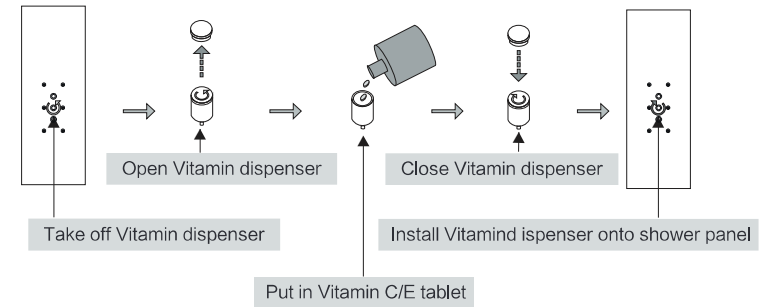 Open Vitamin dispenser
Close Vitamin dispenser
Take off Vitamin dispenser
Install Vitamind ispenser onto shower panel
Put in Vitamin C/E tablet